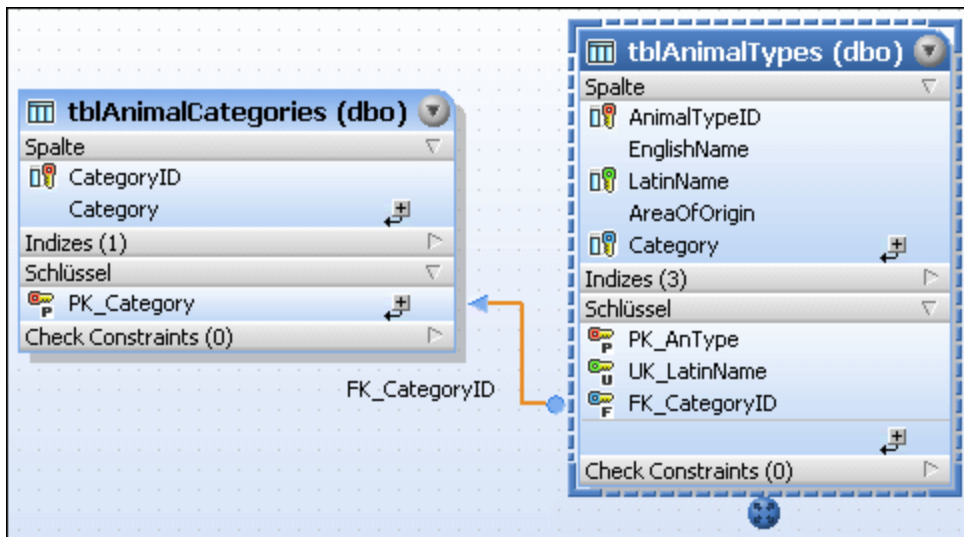 tblAnimalCategories (dbo)
Spalte
CategoryID
Category
Indizes (1)
Schlüssel
PK_Category
Check Constraints (0)
FK_CategoryID
tblAnimalTypes (dbo)
Spalte
AnimalTypeID
EnglishName
LatinName
AreaOfOrigin
Category
Indizes (3)
Schlüssel
P PK_AnType
U UK_LatinName
F FK_CategoryID
Check Constraints (0)